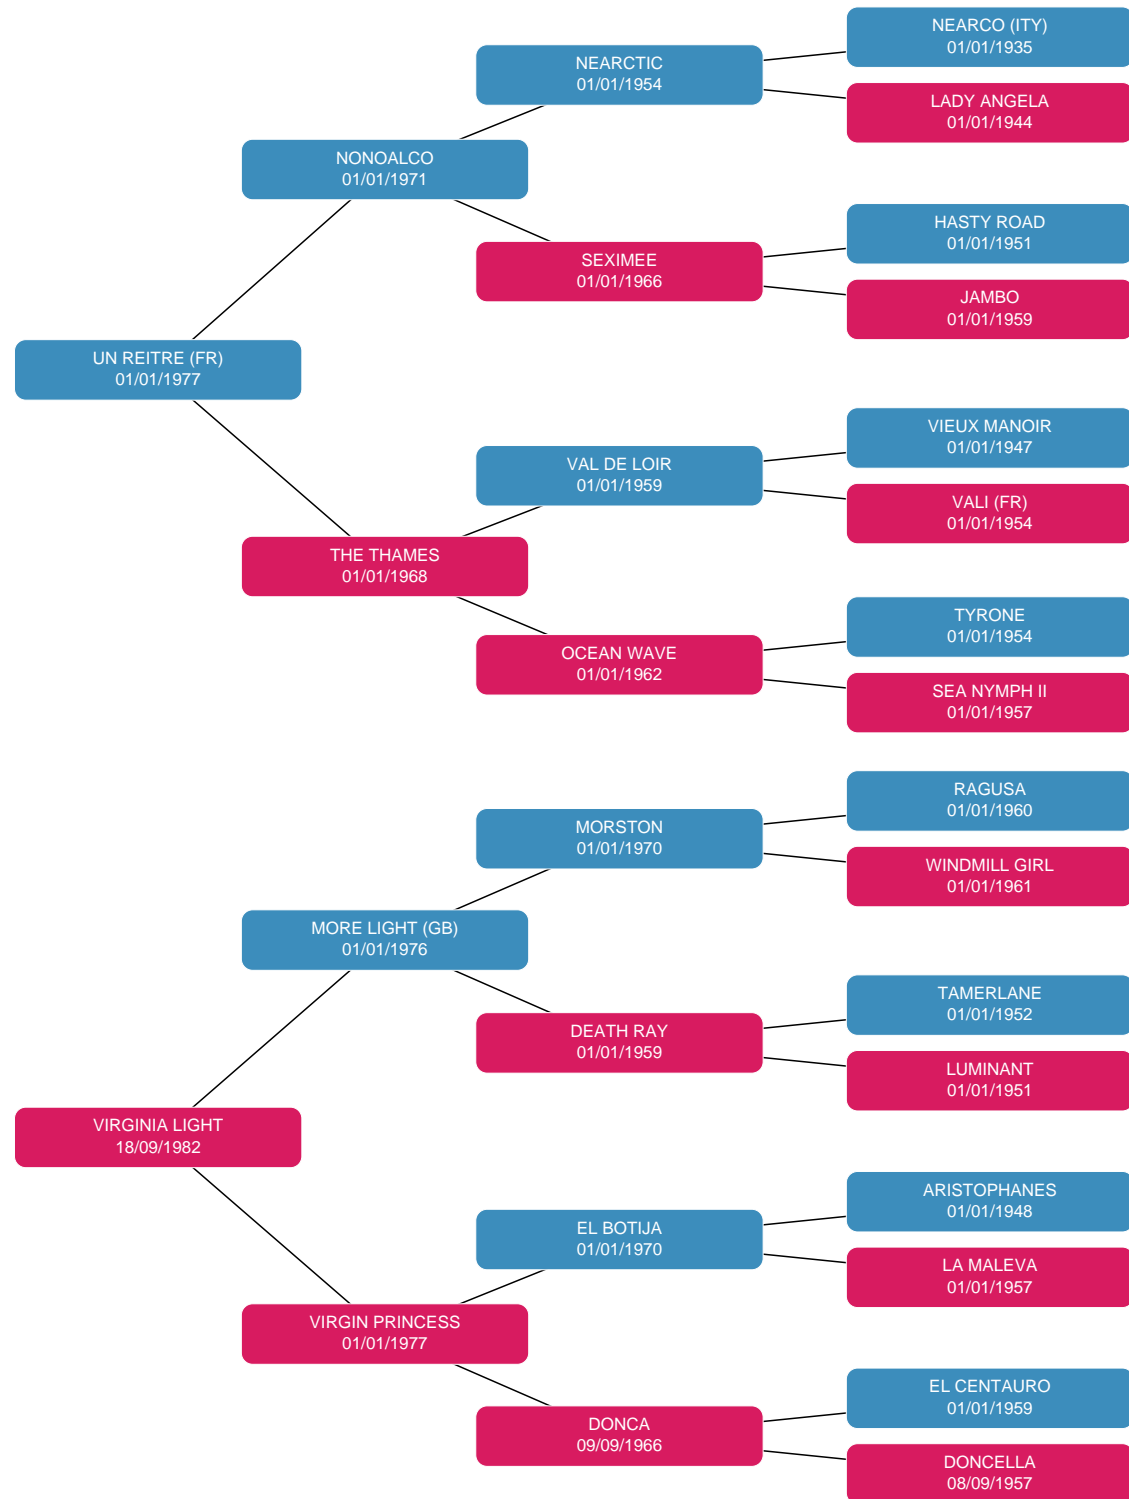 NEARCO (ITY)
01/01/1935
NEARCTIC
01/01/1954
LADY ANGELA
01/01/1944
NONOALCO
01/01/1971
HASTY ROAD
01/01/1951
SEXIMEE
01/01/1966
JAMBO
01/01/1959
UN REITRE (FR)
01/01/1977
VIEUX MANOIR
01/01/1947
VAL DE LOIR
01/01/1959
VALI (FR)
01/01/1954
THE THAMES
01/01/1968
TYRONE
01/01/1954
OCEAN WAVE
01/01/1962
SEA NYMPH II
01/01/1957
RAGUSA
01/01/1960
MORSTON
01/01/1970
WINDMILL GIRL
01/01/1961
MORE LIGHT (GB)
01/01/1976
TAMERLANE
01/01/1952
DEATH RAY
01/01/1959
LUMINANT
01/01/1951
VIRGINIA LIGHT
18/09/1982
ARISTOPHANES
01/01/1948
EL BOTIJA
01/01/1970
LA MALEVA
01/01/1957
VIRGIN PRINCESS
01/01/1977
EL CENTAURO
01/01/1959
DONCA
09/09/1966
DONCELLA
08/09/1957